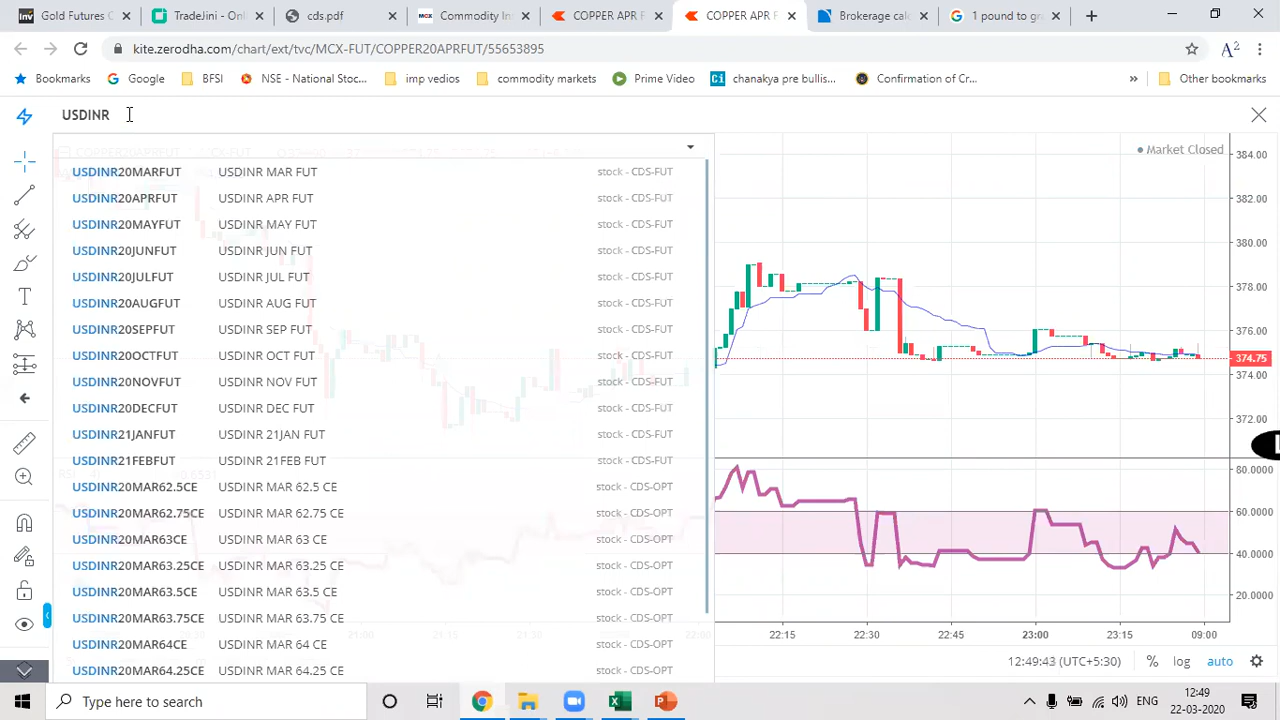 Gold Futures C
TradeJini - Onl
cds.pdf
Commodity In
COPPER APR F
COPPER APR F
Brokerage cal
1 pound to gr
kite.zerodha.com/chart/ext/tvc/MCX-FUT/COPPER20APRFUT/55653895
Bookmarks
Google
BFSI
NSE - National Stoc...
imp vedios
commodity markets
Prime Video
chanakya pre bullis...
Confirmation of Cr...
Other bookmarks
USDINR
Market Closed
USDINR20MARFUT USDINR MAR FUT stock - CDS-FUT
USDINR20APRFUT USDINR APR FUT stock - CDS-FUT
USDINR20MAYFUT USDINR MAY FUT stock - CDS-FUT
USDINR20JUNFUT USDINR JUN FUT stock - CDS-FUT
USDINR20JULFUT USDINR JUL FUT stock - CDS-FUT
USDINR20AUGFUT USDINR AUG FUT stock - CDS-FUT
USDINR20SEPFUT USDINR SEP FUT stock - CDS-FUT
USDINR20OCTFUT USDINR OCT FUT stock - CDS-FUT
USDINR20NOVFUT USDINR NOV FUT stock - CDS-FUT
USDINR20DECFUT USDINR DEC FUT stock - CDS-FUT
USDINR21JANFUT USDINR 21JAN FUT stock - CDS-FUT
USDINR21FEBFUT USDINR 21FEB FUT stock - CDS-FUT
USDINR20MAR62.5CE USDINR MAR 62.5 CE stock - CDS-OPT
USDINR20MAR62.75CE USDINR MAR 62.75 CE stock - CDS-OPT
USDINR20MAR63CE USDINR MAR 63 CE stock - CDS-OPT
USDINR20MAR63.25CE USDINR MAR 63.25 CE stock - CDS-OPT
USDINR20MAR63.5CE USDINR MAR 63.5 CE stock - CDS-OPT
USDINR20MAR63.75CE USDINR MAR 63.75 CE stock - CDS-OPT
USDINR20MAR64CE USDINR MAR 64 CE stock - CDS-OPT
USDINR20MAR64.25CE USDINR MAR 64.25 CE stock - CDS-OPT
384.00
382.00
380.00
378.00
376.00
374.75
374.00
372.00
80.0000
60.0000
40.0000
20.0000
22:15 22:30 22:45 23:00 23:15 09:00
12:49:43 (UTC+5:30) % log auto
Type here to search
ENG
12:49
22-03-2020